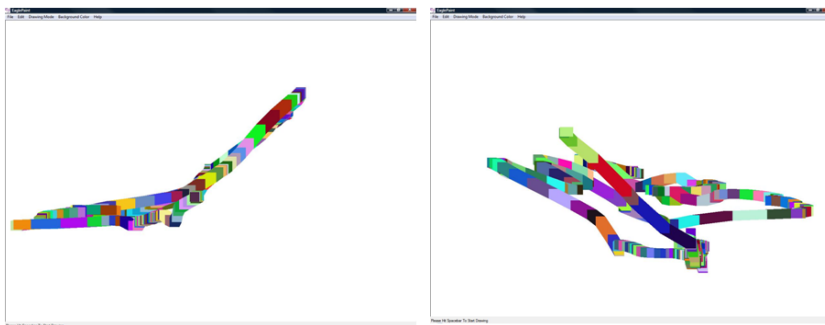 EaglePaint
File Edit Drawing Mode Background Color Help
EaglePaint
File Edit Drawing Mode Background Color Help
Please Hit Spacebar To Start Drawing